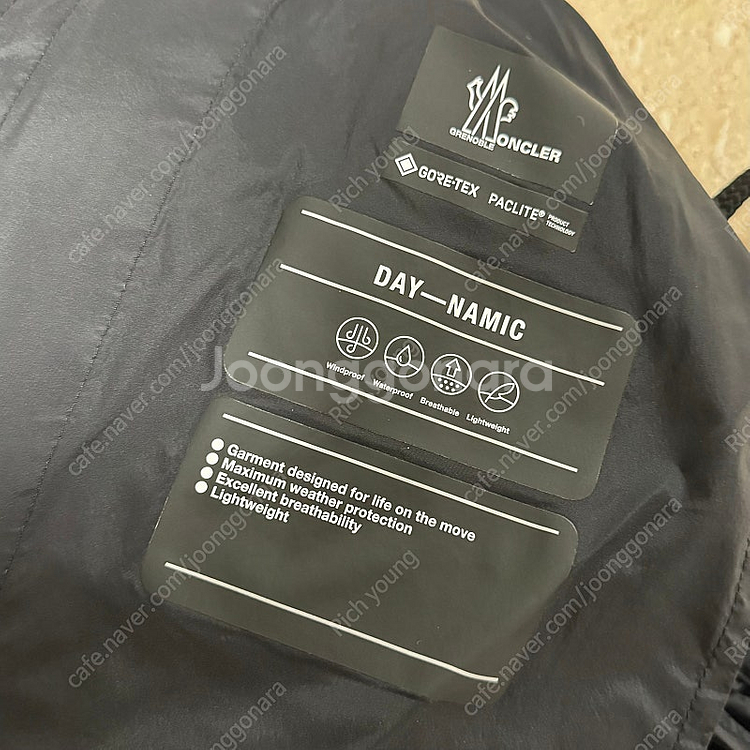 GRENOBLE
MONCLER
GORE-TEX PACLITE® PRODUCT TECHNOLOGY
DAY—NAMIC
Windproof Waterproof Breathable Lightweight
Garment designed for life on the move
Maximum weather protection
Excellent breathability
Lightweight
Joonggonara
cafe.naver.com/joonggonara
Rich young